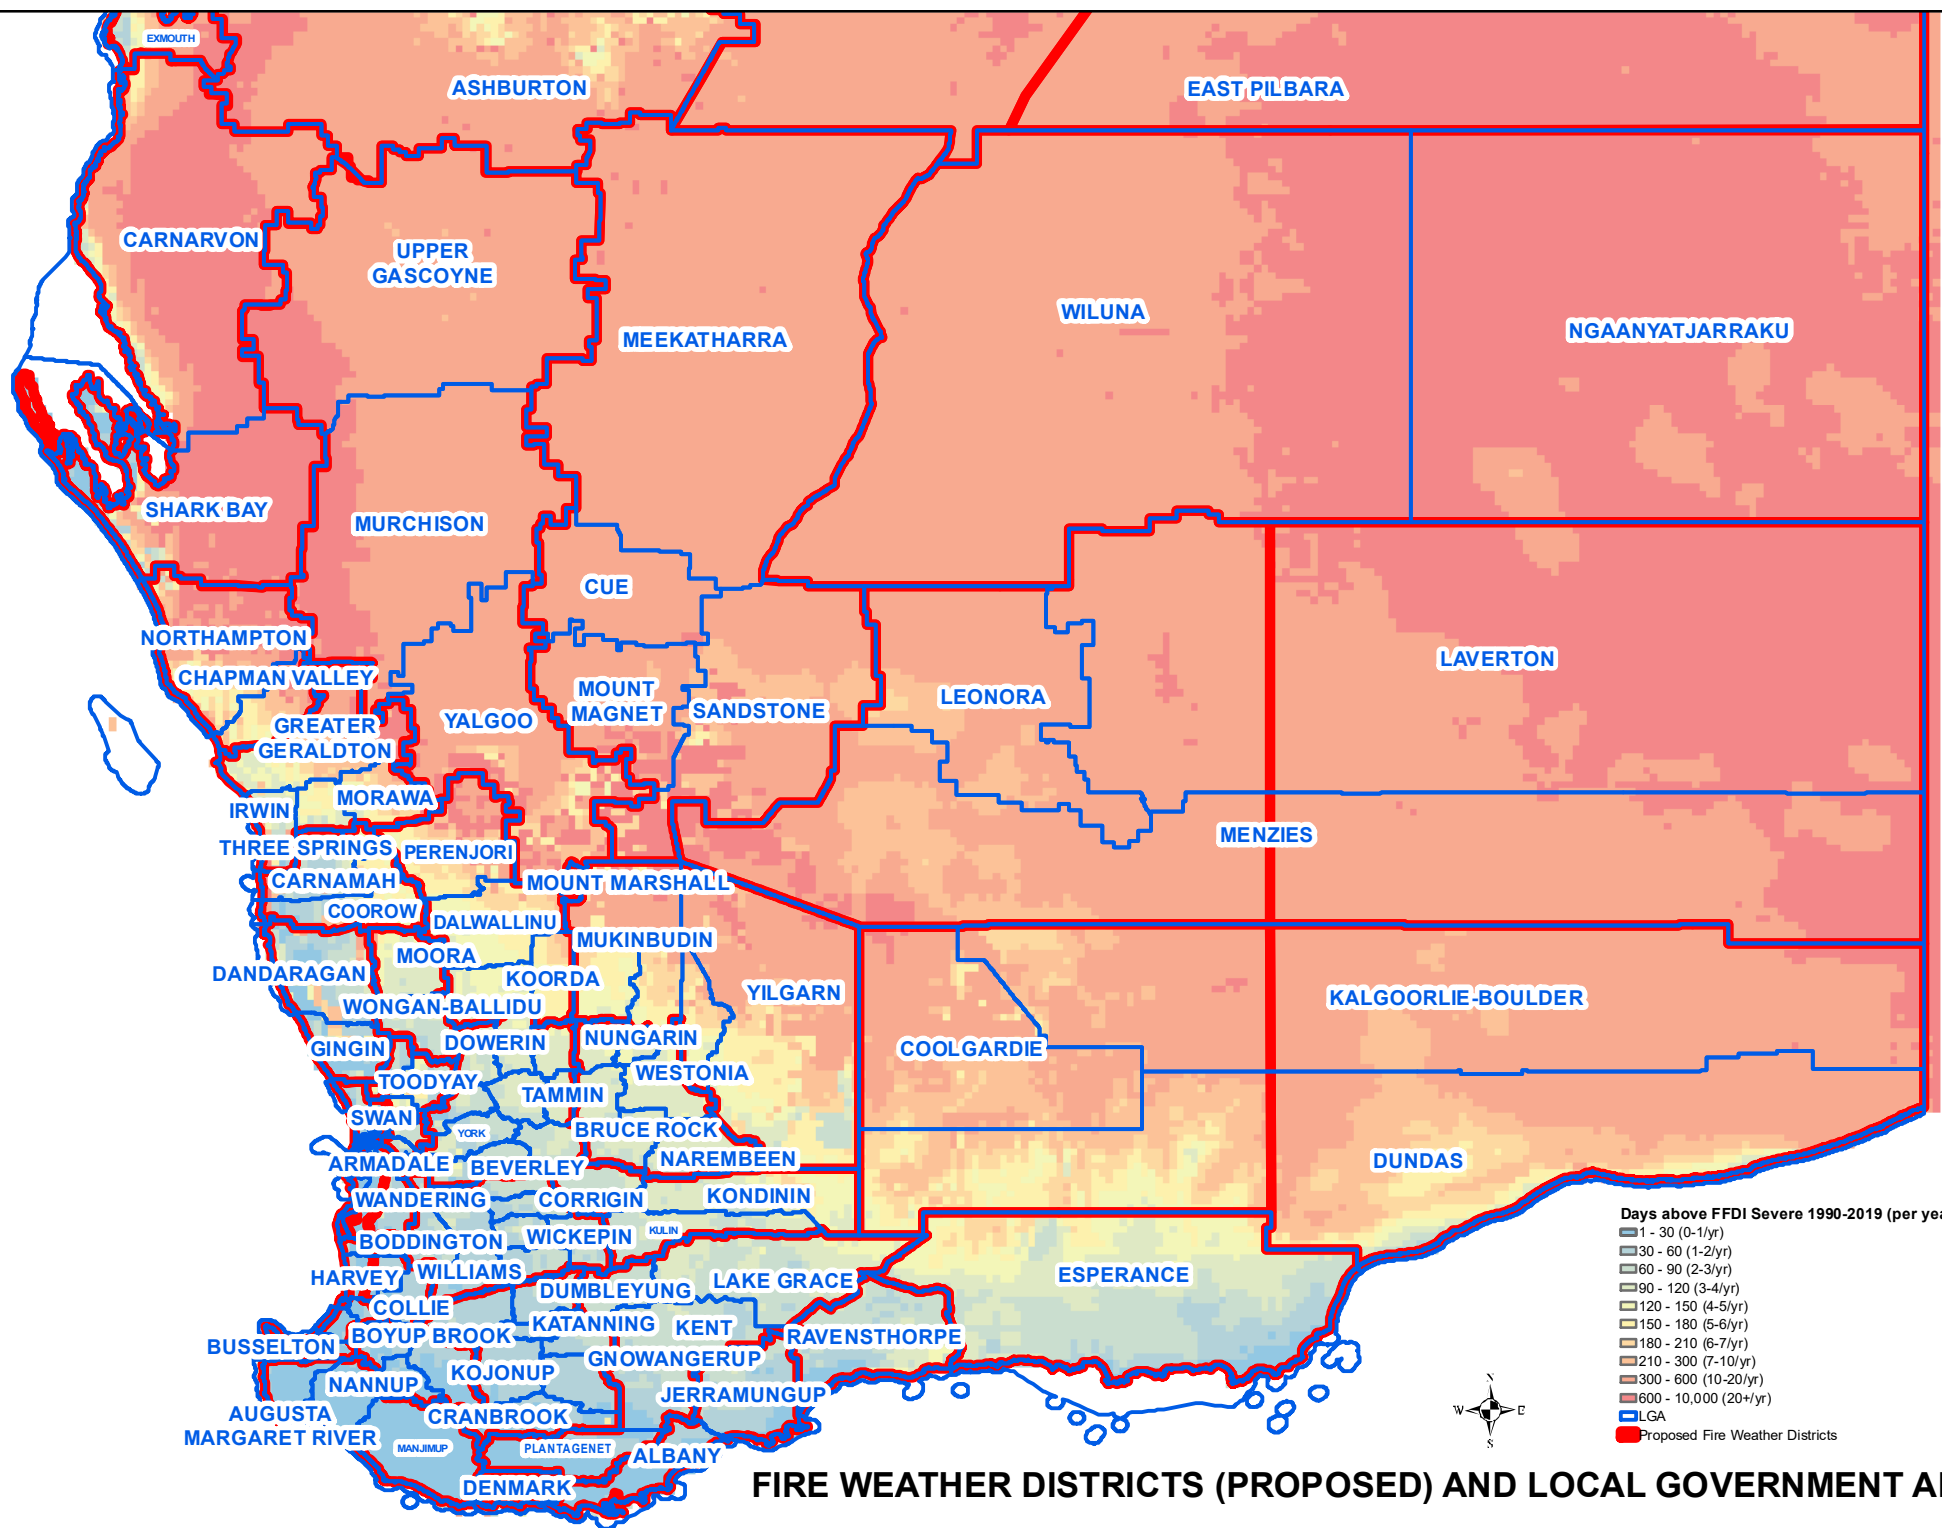 EXMOUTH
ASHBURTON
EAST PILBARA
CARNARVON
UPPER
GASCOYNE
MEEKATHARRA
WILUNA
NGAANYATJARRAKU
SHARK BAY
MURCHISON
CUE
NORTHAMPTON
CHAPMAN VALLEY
MOUNT
MAGNET
SANDSTONE
LEONORA
LAVERTON
GREATER
GERALDTON
YALGOO
IRWIN
MORAWA
MENZIES
THREE SPRINGS
PERENJORI
CARNAMAH
MOUNT MARSHALL
COOROW
DALWALLINU
MUKINBUDIN
MOORA
DANDARAGAN
KOORDA
YILGARN
KALGOORLIE-BOULDER
WONGAN-BALLIDU
GINGIN
DOWERIN
NUNGARIN
COOLGARDIE
TOODYAY
WESTONIA
TAMMIN
SWAN
YORK
BRUCE ROCK
ARMADALE
BEVERLEY
NAREMBEEN
DUNDAS
WANDERING
CORRIGIN
KONDININ
BODDINGTON
WICKEPIN
KULIN
HARVEY
WILLIAMS
DUMBLEYUNG
LAKE GRACE
ESPERANCE
COLLIE
KATANNING
KENT
RAVENSTHORPE
BUSSELTON
BOYUP BROOK
GNOWANGERUP
KOJONUP
NANNUP
JERRAMUNGUP
AUGUSTA
MARGARET RIVER
CRANBROOK
MANJIMUP
PLANTAGENET
ALBANY
DENMARK
Days above FFDI Severe 1990-2019 (per yea
1 - 30 (0-1/yr)
30 - 60 (1-2/yr)
60 - 90 (2-3/yr)
90 - 120 (3-4/yr)
120 - 150 (4-5/yr)
150 - 180 (5-6/yr)
180 - 210 (6-7/yr)
210 - 300 (7-10/yr)
300 - 600 (10-20/yr)
600 - 10,000 (20+/yr)
LGA
Proposed Fire Weather Districts
N
W E
S
FIRE WEATHER DISTRICTS (PROPOSED) AND LOCAL GOVERNMENT A